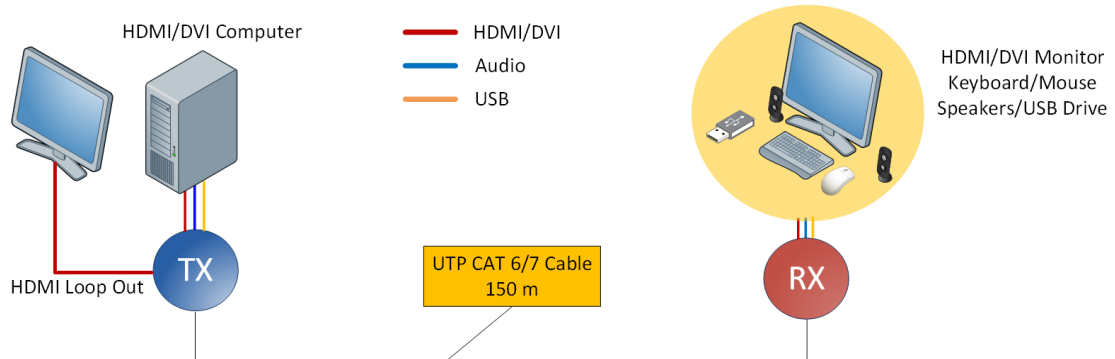 HDMI/DVI Computer
HDMI/DVI
Audio
USB
HDMI/DVI Monitor
Keyboard/Mouse
Speakers/USB Drive
TX
HDMI Loop Out
UTP CAT 6/7 Cable
150 m
RX